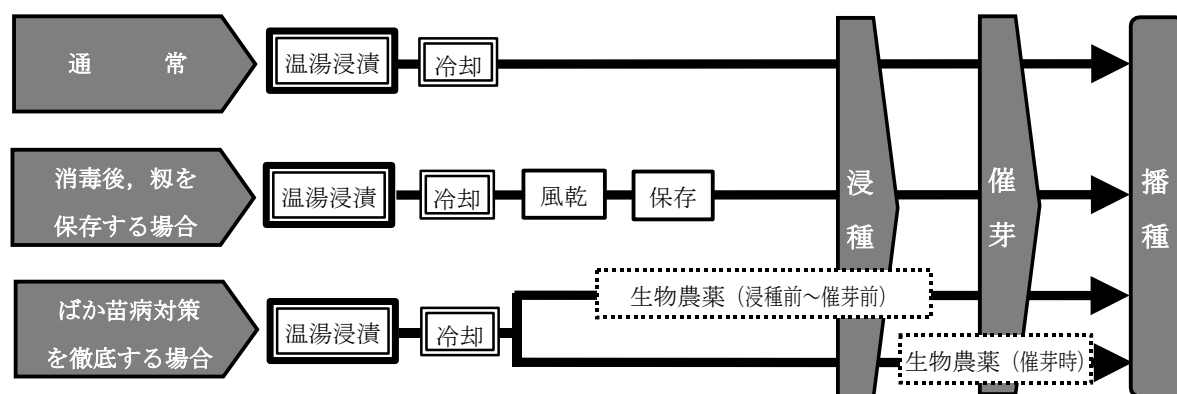 通　　常
温湯浸漬
冷却
消毒後，籾を
保存する場合
温湯浸漬
冷却
風乾
保存
ばか苗病対策
を徹底する場合
温湯浸漬
冷却
生物農薬（浸種前～催芽前）
生物農薬（催芽時）
浸種
催芽
播種